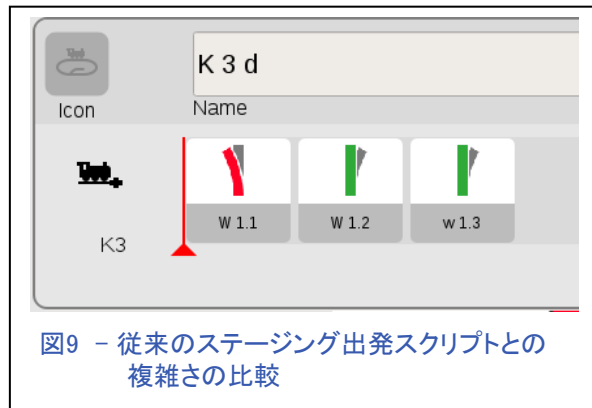 K 3 d
Icon
Name
K3
W 1.1
W 1.2
w 1.3
図9 － 従来のステージング出発スクリプトとの
複雑さの比較